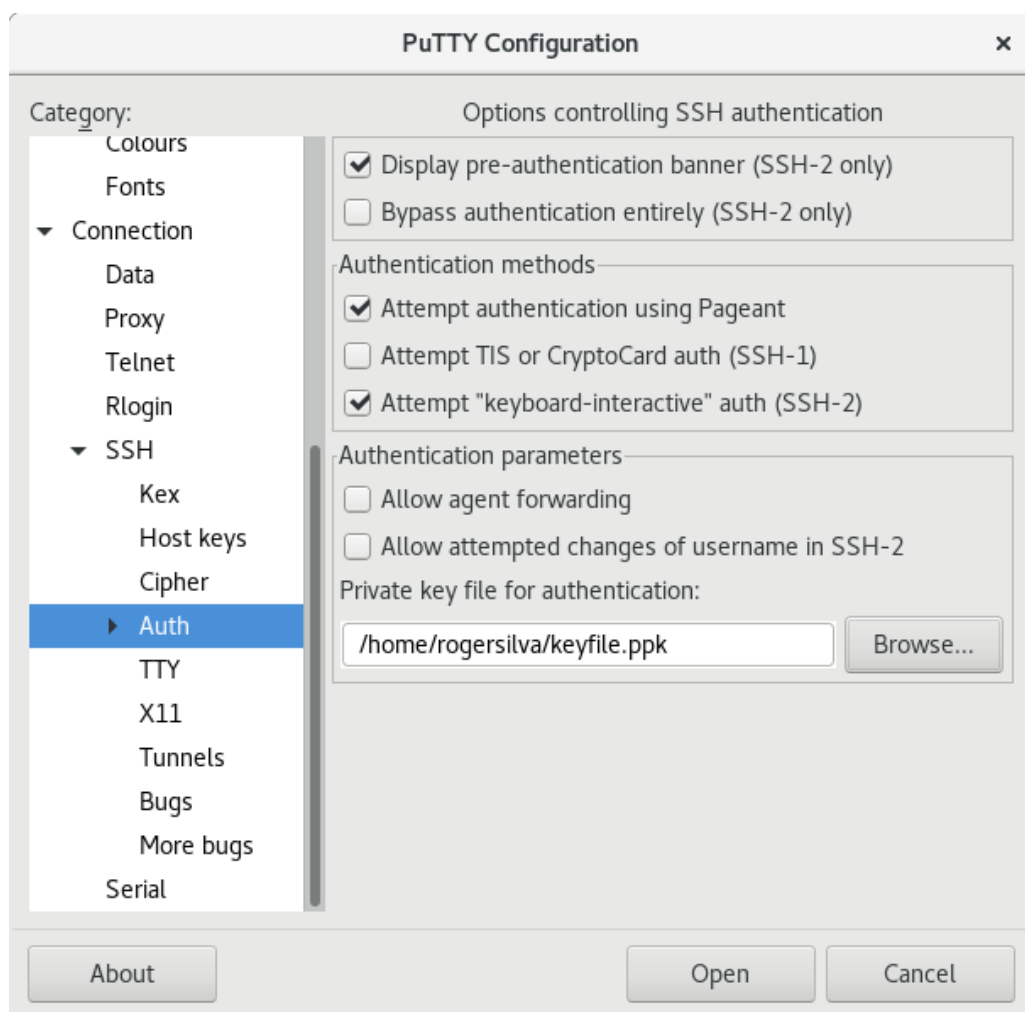 PuTTY Configuration
Category:
Colours
Fonts
Connection
Data
Proxy
Telnet
Rlogin
SSH
Kex
Host keys
Cipher
Auth
TTY
X11
Tunnels
Bugs
More bugs
Serial
Options controlling SSH authentication
Display pre-authentication banner (SSH-2 only)
Bypass authentication entirely (SSH-2 only)
Authentication methods
Attempt authentication using Pageant
Attempt TIS or CryptoCard auth (SSH-1)
Attempt "keyboard-interactive" auth (SSH-2)
Authentication parameters
Allow agent forwarding
Allow attempted changes of username in SSH-2
Private key file for authentication:
/home/rogersilva/keyfile.ppk
Browse...
About
Open
Cancel